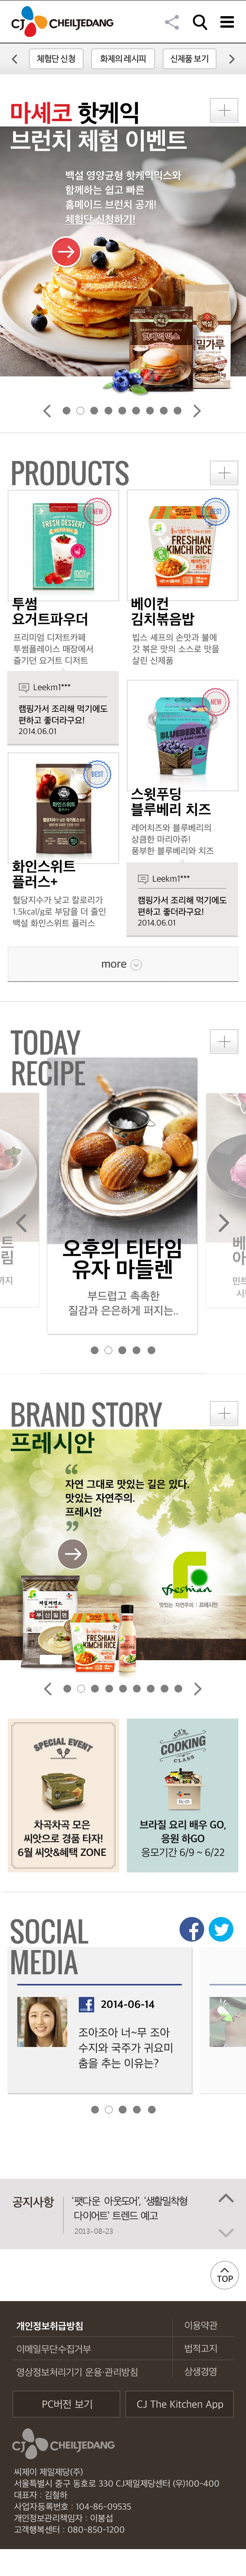 CJ CHEILJEDANG
체험단 신청
화제의 레시피
신제품 보기
마세코 핫케익
브런치 체험 이벤트
백설 영양균형 핫케익믹스와
함께하는 쉽고 빠른
홈메이드 브런치 공개!
체험단 신청하기!
핫케익믹스
백설
밀가루
PRODUCTS
NEW
FRESH DESSERT
투썸
요거트파우더
프리미엄 디저트카페
투썸플레이스 매장에서
즐기던 요거트 디저트
Leekm1***
캠핑가서 조리해 먹기에도
편하고 좋더라구요!
2014.06.01
BEST
FRESHIAN
KIMCHI RICE
베이컨
김치볶음밥
빕스 셰프의 손맛과 불에
갓 볶은 맛의 소스로 맛을
살린 신제품
BEST
화인스위트
화인스위트
플러스+
혈당지수가 낮고 칼로리가
1.5kcal/g로 부담을 더 줄인
백설 화인스위트 플러스
NEW
BLUEBERRY
스윗푸딩
블루베리 치즈
레어치즈와 블루베리의
상큼한 마리아쥬!
풍부한 블루베리와 치즈
Leekm1***
캠핑가서 조리해 먹기에도
편하고 좋더라구요!
2014.06.01
more
TODAY
RECIPE
오후의 티타임
유자 마들렌
부드럽고 촉촉한
질감과 은은하게 퍼지는..
트
림
까지
베
아
민트
시
BRAND STORY
프레시안
자연 그대로 맛있는 길은 있다.
맛있는 자연주의.
프레시안
freshian
맛있는 자연주의 | 프레시안
FRESHIAN
KIMCHI RICE
SPECIAL EVENT
차곡차곡 모은
씨앗으로 경품 타자!
6월 씨앗&혜택 ZONE
CJ's
COOKING
CLASS
브라질 요리 배우 GO,
응원 하GO
응모기간 6/9 ~ 6/22
SOCIAL
MEDIA
2014-06-14
조아조아 너~무 조아
수지와 국주가 귀요미
춤을 추는 이유는?
공지사항
‘팻다운 아웃도어’, ‘생활밀착형
다이어트’ 트렌드 예고
2013-08-23
TOP
개인정보취급방침
이용약관
이메일무단수집거부
법적고지
영상정보처리기기 운용·관리방침
상생경영
PC버전 보기
CJ The Kitchen App
CJ CHEILJEDANG
씨제이 제일제당(주)
서울특별시 중구 동호로 330 CJ제일제당센터 (우)100-400
대표자 : 김철하
사업자등록번호 : 104-86-09535
개인정보관리책임자 : 이봉섭
고객행복센터 : 080-850-1200